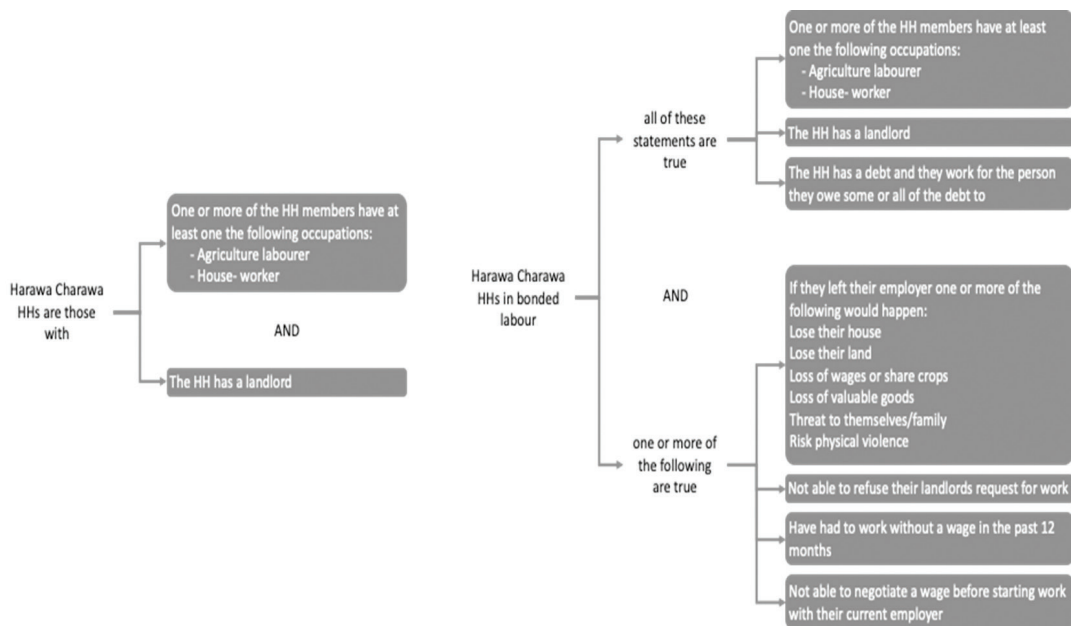 Harawa Charawa
HHs are those
with
One or more of the HH members have at
least one the following occupations:
- Agriculture labourer
- House- worker
AND
The HH has a landlord
Harawa Charawa
HHs in bonded
labour
all of these
statements are
true
One or more of the HH members have at least
one the following occupations:
- Agriculture labourer
- House- worker
The HH has a landlord
The HH has a debt and they work for the person
they owe some or all of the debt to
AND
one or more of
the following
are true
If they left their employer one or more of the
following would happen:
Lose their house
Lose their land
Loss of wages or share crops
Loss of valuable goods
Threat to themselves/family
Risk physical violence
Not able to refuse their landlords request for work
Have had to work without a wage in the past 12
months
Not able to negotiate a wage before starting work
with their current employer